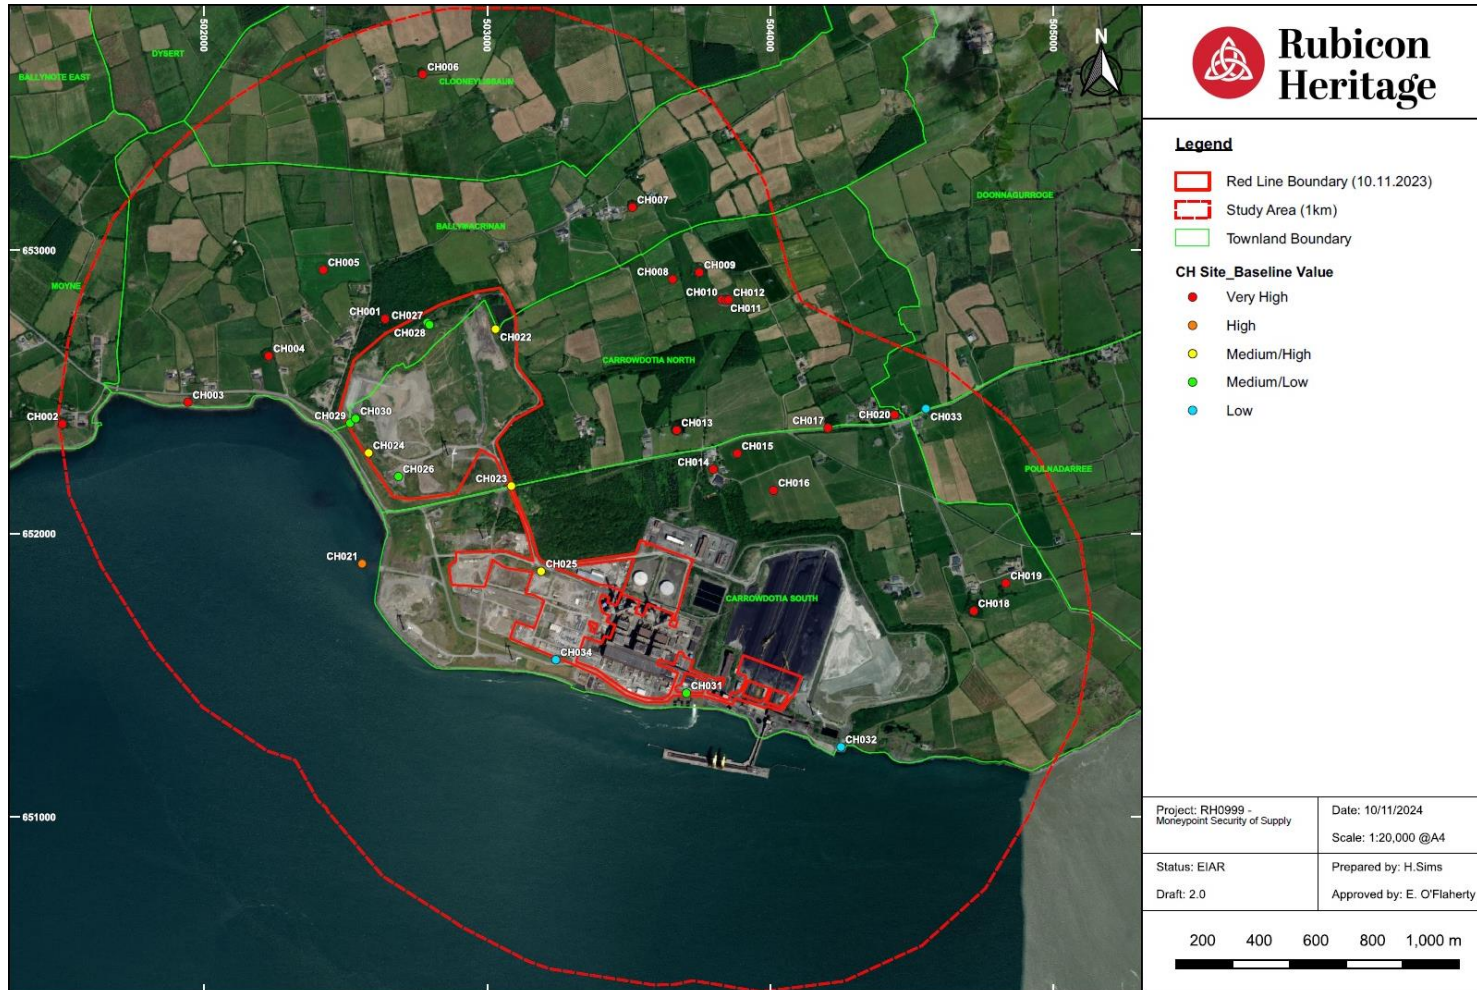 502000
503000
504000
505000
N
DYSERT
BALLYNOTE EAST
CH006
CLOONEYLISSAUN
DOONNAGURROGE
CH007
BALLYMACRINAN
653000
CH005
CH008
CH009
MOYNE
CH010
CH012
CH011
CH001
CH027
CH028
CH022
CH004
CARROWDOTIA NORTH
CH003
CH002
CH029
CH030
CH013
CH017
CH020
CH033
CH024
CH015
CH014
POULNADARREE
CH026
CH023
CH016
652000
CH021
CH025
CH019
CARROWDOTIA SOUTH
CH018
CH034
CH031
CH032
651000
Rubicon
Heritage
Legend
Red Line Boundary (10.11.2023)
Study Area (1km)
Townland Boundary
CH Site_Baseline Value
Very High
High
Medium/High
Medium/Low
Low
Project: RH0999 -
Moneypoint Security of Supply
Date: 10/11/2024
Scale: 1:20,000 @A4
Status: EIAR
Prepared by: H.Sims
Draft: 2.0
Approved by: E. O'Flaherty
200 400 600 800 1,000 m